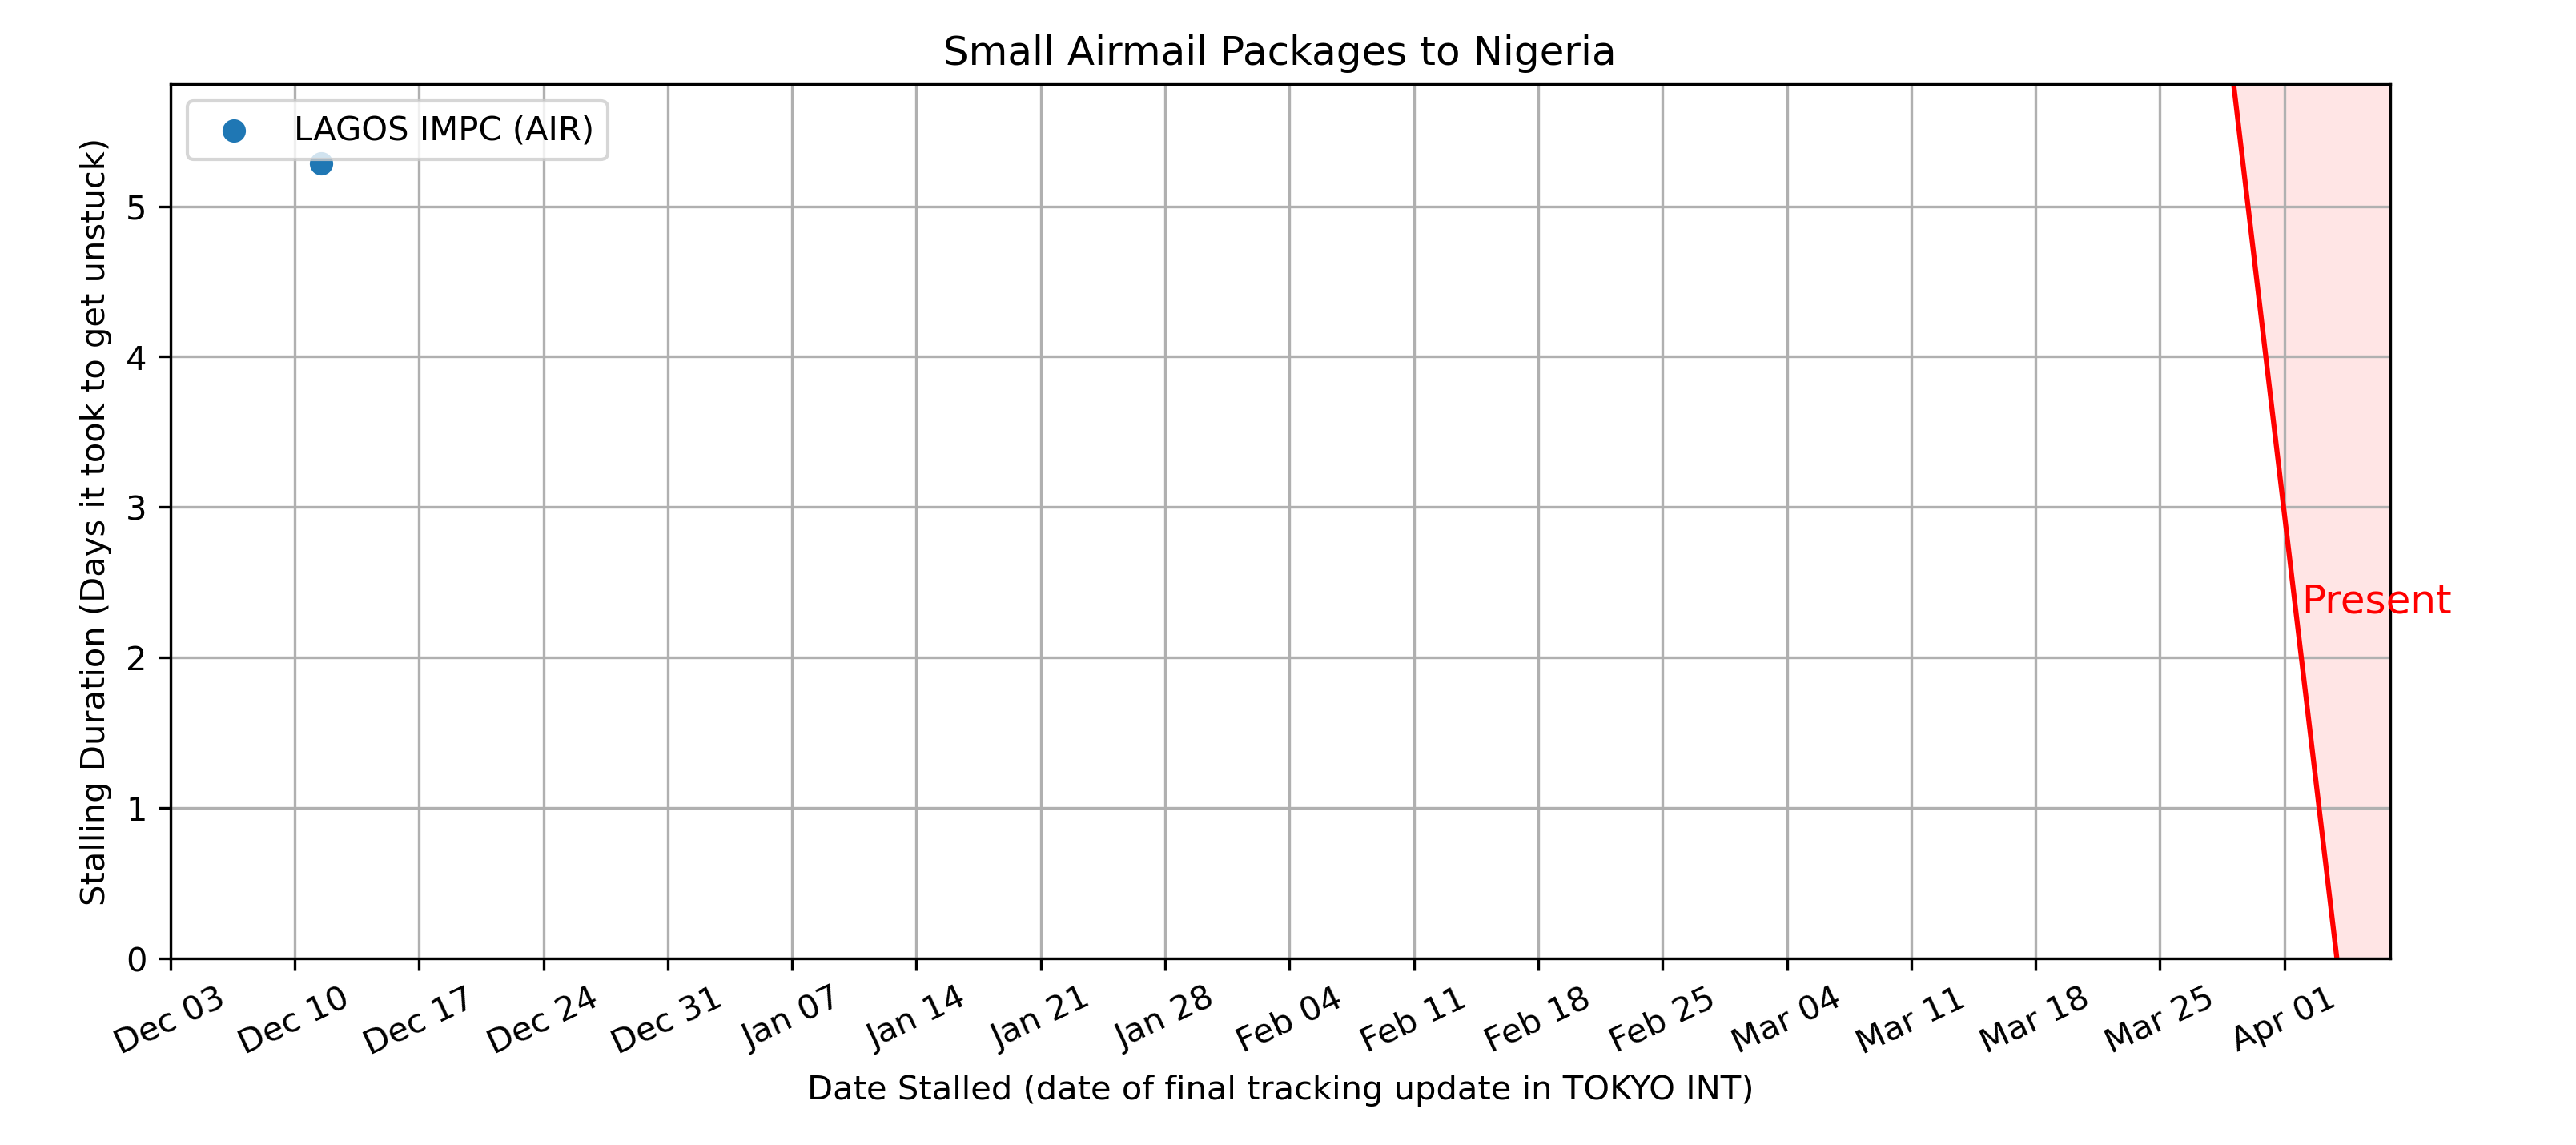 Small Airmail Packages to Nigeria
LAGOS IMPC (AIR)
Stalling Duration (Days it took to get unstuck)
5
4
3
2
1
0
Present
Dec 03
Dec 10
Dec 17
Dec 24
Dec 31
Jan 07
Jan 14
Jan 21
Jan 28
Feb 04
Feb 11
Feb 18
Feb 25
Mar 04
Mar 11
Mar 18
Mar 25
Apr 01
Date Stalled (date of final tracking update in TOKYO INT)